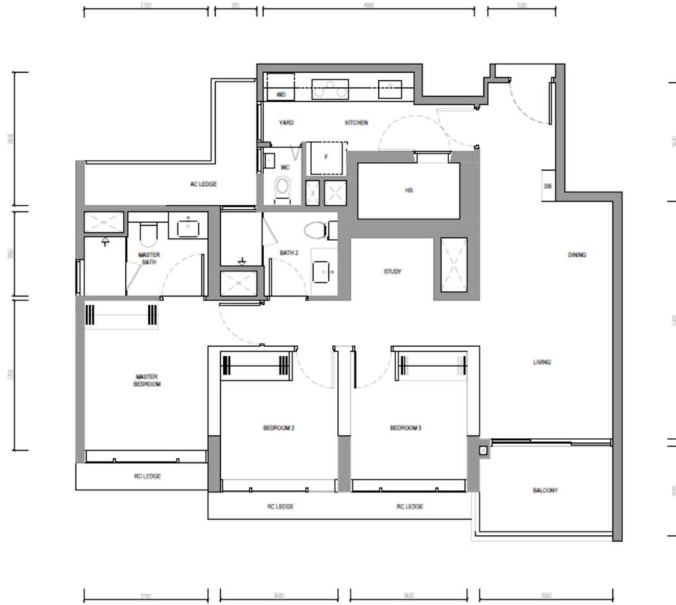 WD
YARD
KITCHEN
WC
F
AC LEDGE
HS
DB
MASTER
BATH
BATH 2
STUDY
DINING
MASTER
BEDROOM
LIVING
BEDROOM 2
BEDROOM 3
RC LEDGE
BALCONY
RC LEDGE
RC LEDGE